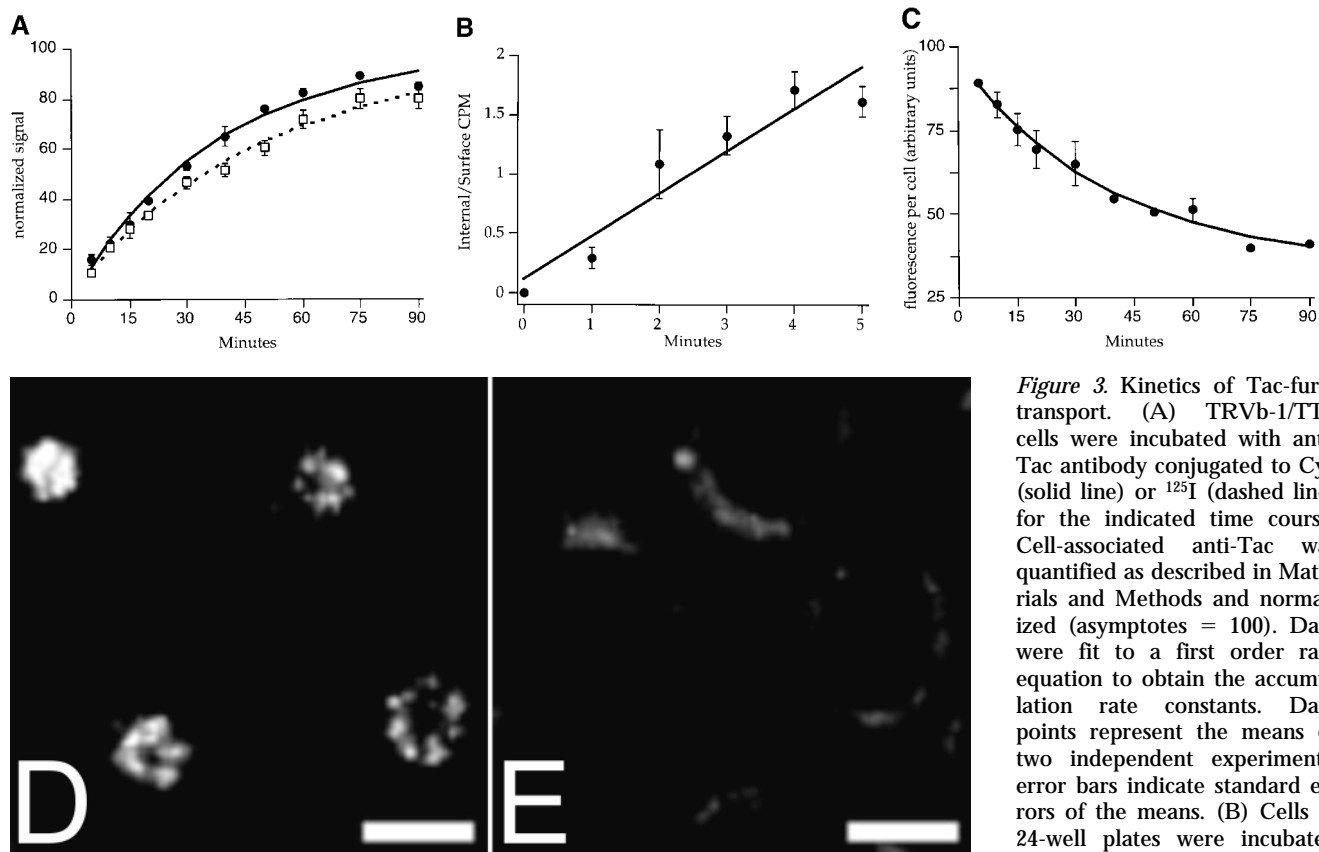 A
100
80
60
40
20
0
normalized signal
0 15 30 45 60 75 90
Minutes
B
2
1.5
1
0.5
0
Internal/Surface CPM
0 1 2 3 4 5
Minutes
C
100
75
50
25
fluorescence per cell (arbitrary units)
0 15 30 45 60 75 90
Minutes
D
E
Figure 3. Kinetics of Tac-fur
transport. (A) TRVb-1/TT
cells were incubated with ant
Tac antibody conjugated to Cy
(solid line) or ¹²⁵I (dashed line
for the indicated time cours
Cell-associated anti-Tac wa
quantified as described in Mat
rials and Methods and norma
ized (asymptotes = 100). Da
were fit to a first order ra
equation to obtain the accumu
lation rate constants. Da
points represent the means o
two independent experiment
error bars indicate standard e
rors of the means. (B) Cells
24-well plates were incubate